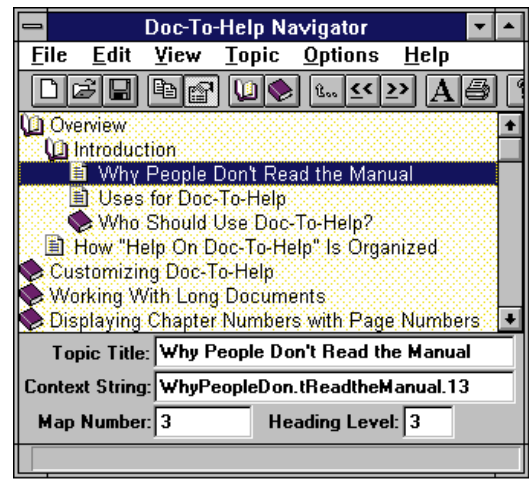 Doc-To-Help Navigator
File Edit View Topic Options Help
Overview
Introduction
Why People Don't Read the Manual
Uses for Doc-To-Help
Who Should Use Doc-To-Help?
How "Help On Doc-To-Help" Is Organized
Customizing Doc-To-Help
Working With Long Documents
Displaying Chapter Numbers with Page Numbers
Topic Title: Why People Don't Read the Manual
Context String: WhyPeopleDon.tReadtheManual.13
Map Number: 3 Heading Level: 3